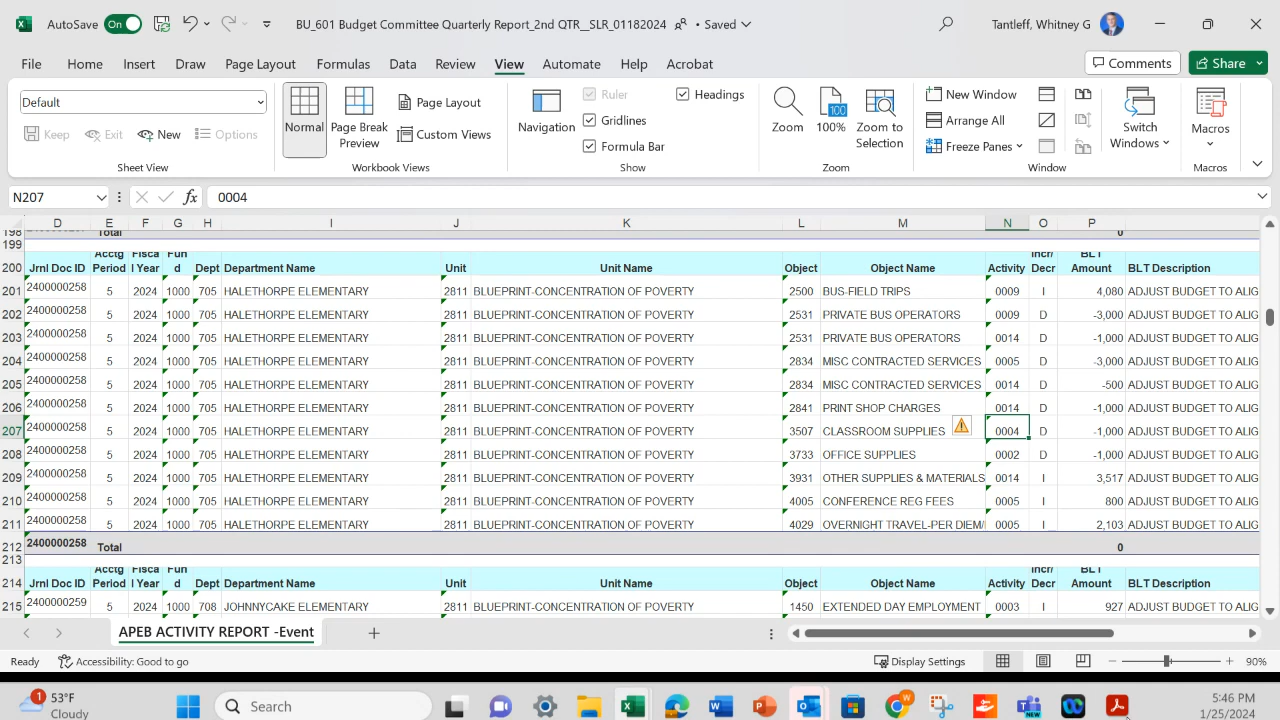 AutoSave On BU_601 Budget Committee Quarterly Report_2nd QTR_SLR_01182024 • Saved Tantleff, Whitney G
File Home Insert Draw Page Layout Formulas Data Review View Automate Help Acrobat Comments Share
Default
Keep Exit New Options
Sheet View
Normal Page Break Preview Page Layout Custom Views
Workbook Views
Navigation Ruler Gridlines Formula Bar Headings
Show
Zoom 100 100% Zoom to Selection
Zoom
New Window Arrange All Freeze Panes Switch Windows
Window
Macros
Macros
N207 fx 0004
D E F G H I J K L M N O P
198 Total 0
199
200 Jrnl Doc ID Acctg Period Fisca l Year Fun d Dept Department Name Unit Unit Name Object Object Name Activity Incr/ Decr BLT Amount BLT Description
201 2400000258 5 2024 1000 705 HALETHORPE ELEMENTARY 2811 BLUEPRINT-CONCENTRATION OF POVERTY 2500 BUS-FIELD TRIPS 0009 I 4,080 ADJUST BUDGET TO ALIG
202 2400000258 5 2024 1000 705 HALETHORPE ELEMENTARY 2811 BLUEPRINT-CONCENTRATION OF POVERTY 2531 PRIVATE BUS OPERATORS 0009 D -3,000 ADJUST BUDGET TO ALIG
203 2400000258 5 2024 1000 705 HALETHORPE ELEMENTARY 2811 BLUEPRINT-CONCENTRATION OF POVERTY 2531 PRIVATE BUS OPERATORS 0014 D -1,000 ADJUST BUDGET TO ALIG
204 2400000258 5 2024 1000 705 HALETHORPE ELEMENTARY 2811 BLUEPRINT-CONCENTRATION OF POVERTY 2834 MISC CONTRACTED SERVICES 0005 D -3,000 ADJUST BUDGET TO ALIG
205 2400000258 5 2024 1000 705 HALETHORPE ELEMENTARY 2811 BLUEPRINT-CONCENTRATION OF POVERTY 2834 MISC CONTRACTED SERVICES 0014 D -500 ADJUST BUDGET TO ALIG
206 2400000258 5 2024 1000 705 HALETHORPE ELEMENTARY 2811 BLUEPRINT-CONCENTRATION OF POVERTY 2841 PRINT SHOP CHARGES 0014 D -1,000 ADJUST BUDGET TO ALIG
207 2400000258 5 2024 1000 705 HALETHORPE ELEMENTARY 2811 BLUEPRINT-CONCENTRATION OF POVERTY 3507 CLASSROOM SUPPLIES 0004 D -1,000 ADJUST BUDGET TO ALIG
208 2400000258 5 2024 1000 705 HALETHORPE ELEMENTARY 2811 BLUEPRINT-CONCENTRATION OF POVERTY 3733 OFFICE SUPPLIES 0002 D -1,000 ADJUST BUDGET TO ALIG
209 2400000258 5 2024 1000 705 HALETHORPE ELEMENTARY 2811 BLUEPRINT-CONCENTRATION OF POVERTY 3931 OTHER SUPPLIES & MATERIALS 0014 I 3,517 ADJUST BUDGET TO ALIG
210 2400000258 5 2024 1000 705 HALETHORPE ELEMENTARY 2811 BLUEPRINT-CONCENTRATION OF POVERTY 4005 CONFERENCE REG FEES 0005 I 800 ADJUST BUDGET TO ALIG
211 2400000258 5 2024 1000 705 HALETHORPE ELEMENTARY 2811 BLUEPRINT-CONCENTRATION OF POVERTY 4029 OVERNIGHT TRAVEL-PER DIEM/ 0005 I 2,103 ADJUST BUDGET TO ALIG
212 2400000258 Total 0
213
214 Jrnl Doc ID Acctg Period Fisca l Year Fun d Dept Department Name Unit Unit Name Object Object Name Activity Incr/ Decr BLT Amount BLT Description
215 2400000259 5 2024 1000 708 JOHNNYCAKE ELEMENTARY 2811 BLUEPRINT-CONCENTRATION OF POVERTY 1450 EXTENDED DAY EMPLOYMENT 0003 I 927 ADJUST BUDGET TO ALIG
APEB ACTIVITY REPORT -Event
Ready Accessibility: Good to go Display Settings 90%
1 53°F Search 5:46 PM
Cloudy 1/25/2024